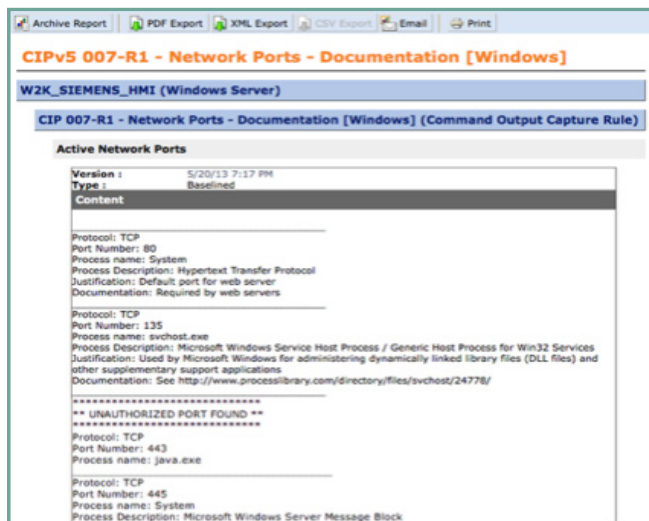 Archive Report PDF Export XML Export CSV Export Email Print
CIPv5 007-R1 - Network Ports - Documentation [Windows]
W2K_SIEMENS_HMI (Windows Server)
CIP 007-R1 - Network Ports - Documentation [Windows] (Command Output Capture Rule)
Active Network Ports
Version : 5/20/13 7:17 PM
Type : Baselined
Content
Protocol: TCP
Port Number: 80
Process name: System
Process Description: Hypertext Transfer Protocol
Justification: Default port for web server
Documentation: Required by web servers
Protocol: TCP
Port Number: 135
Process name: svchost.exe
Process Description: Microsoft Windows Service Host Process / Generic Host Process for Win32 Services
Justification: Used by Microsoft Windows for administering dynamically linked library files (DLL files) and
other supplementary support applications
Documentation: See http://www.processlibrary.com/directory/files/svchost/24778/
*****************************
** UNAUTHORIZED PORT FOUND **
*****************************
Protocol: TCP
Port Number: 443
Process name: java.exe
Protocol: TCP
Port Number: 445
Process name: System
Process Description: Microsoft Windows Server Message Block